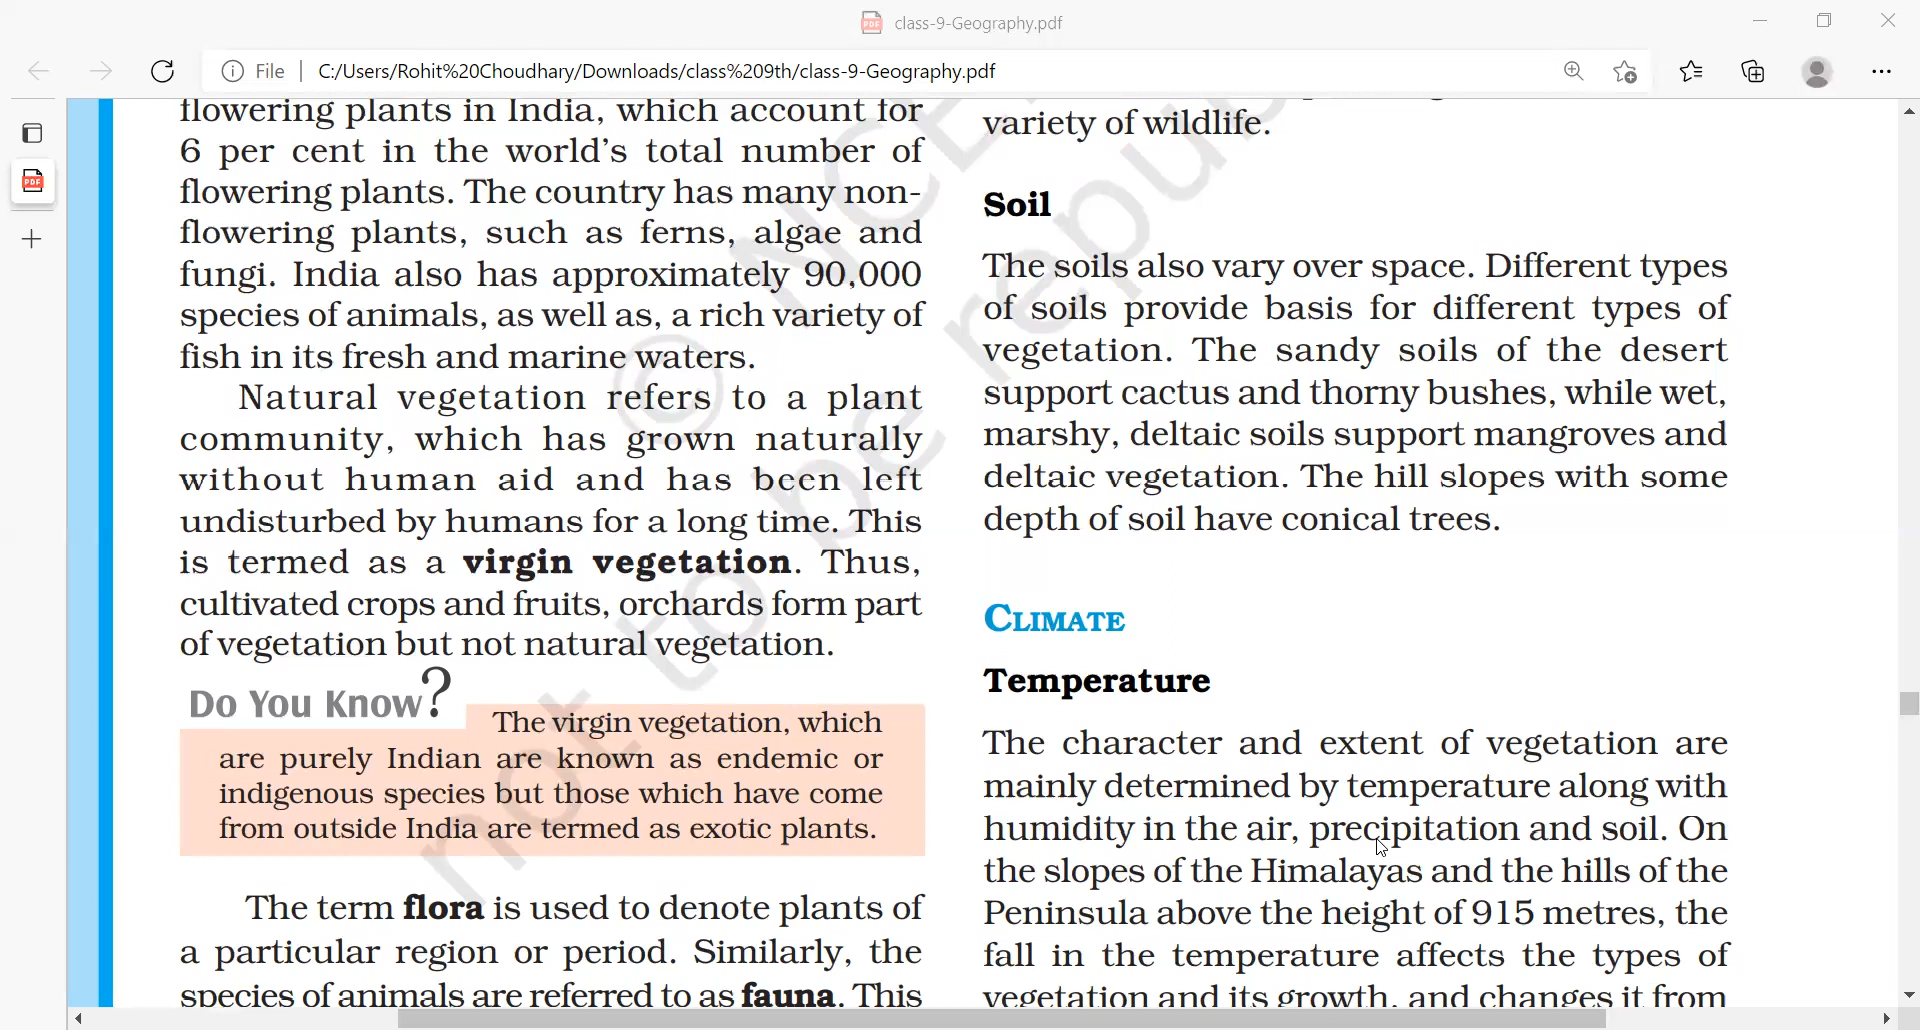 class-9-Geography.pdf
File
C:/Users/Rohit%20Choudhary/Downloads/class%209th/class-9-Geography.pdf
flowering plants in India, which account for
6 per cent in the world's total number of
flowering plants. The country has many non-
flowering plants, such as ferns, algae and
fungi. India also has approximately 90,000
species of animals, as well as, a rich variety of
fish in its fresh and marine waters.
Natural vegetation refers to a plant
community, which has grown naturally
without human aid and has been left
undisturbed by humans for a long time. This
is termed as a virgin vegetation. Thus,
cultivated crops and fruits, orchards form part
of vegetation but not natural vegetation.
Do You Know?
The virgin vegetation, which
are purely Indian are known as endemic or
indigenous species but those which have come
from outside India are termed as exotic plants.
The term flora is used to denote plants of
a particular region or period. Similarly, the
species of animals are referred to as fauna. This
variety of wildlife.
Soil
The soils also vary over space. Different types
of soils provide basis for different types of
vegetation. The sandy soils of the desert
support cactus and thorny bushes, while wet,
marshy, deltaic soils support mangroves and
deltaic vegetation. The hill slopes with some
depth of soil have conical trees.
CLIMATE
Temperature
The character and extent of vegetation are
mainly determined by temperature along with
humidity in the air, precipitation and soil. On
the slopes of the Himalayas and the hills of the
Peninsula above the height of 915 metres, the
fall in the temperature affects the types of
vegetation and its growth, and changes it from
© NCE
not to be repu